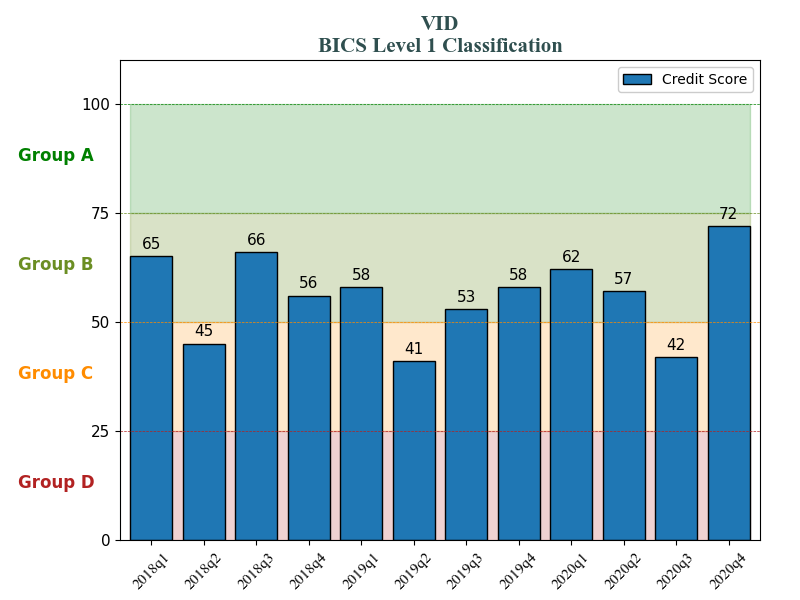 VID
BICS Level 1 Classification
Credit Score
100
Group A
75
72
65
66
Group B
62
56
58
53
58
57
50
45
41
42
Group C
25
Group D
0
2018q1
2018q2
2018q3
2018q4
2019q1
2019q2
2019q3
2019q4
2020q1
2020q2
2020q3
2020q4